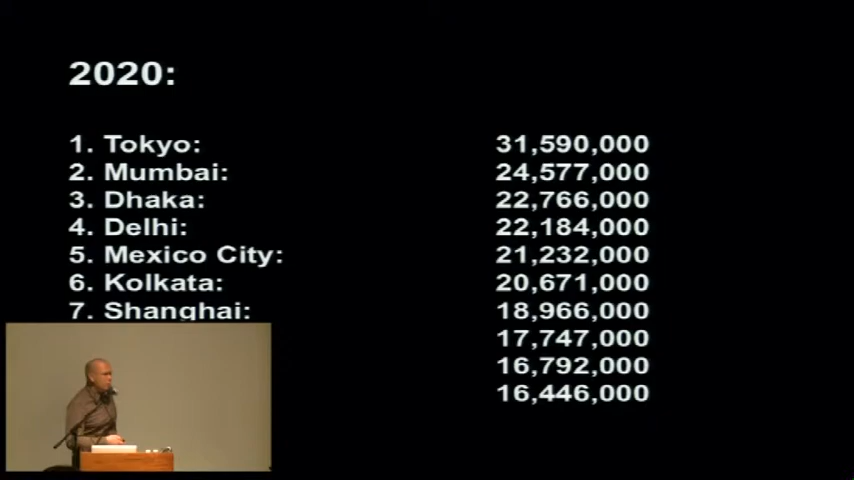 2020:
1. Tokyo: 31,590,000
2. Mumbai: 24,577,000
3. Dhaka: 22,766,000
4. Delhi: 22,184,000
5. Mexico City: 21,232,000
6. Kolkata: 20,671,000
7. Shanghai: 18,966,000
17,747,000
16,792,000
16,446,000